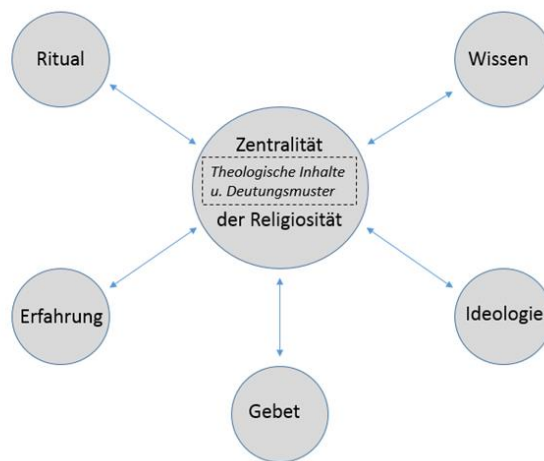 Ritual
Wissen
Zentralität
Theologische Inhalte
u. Deutungsmuster
der Religiosität
Erfahrung
Ideologie
Gebet